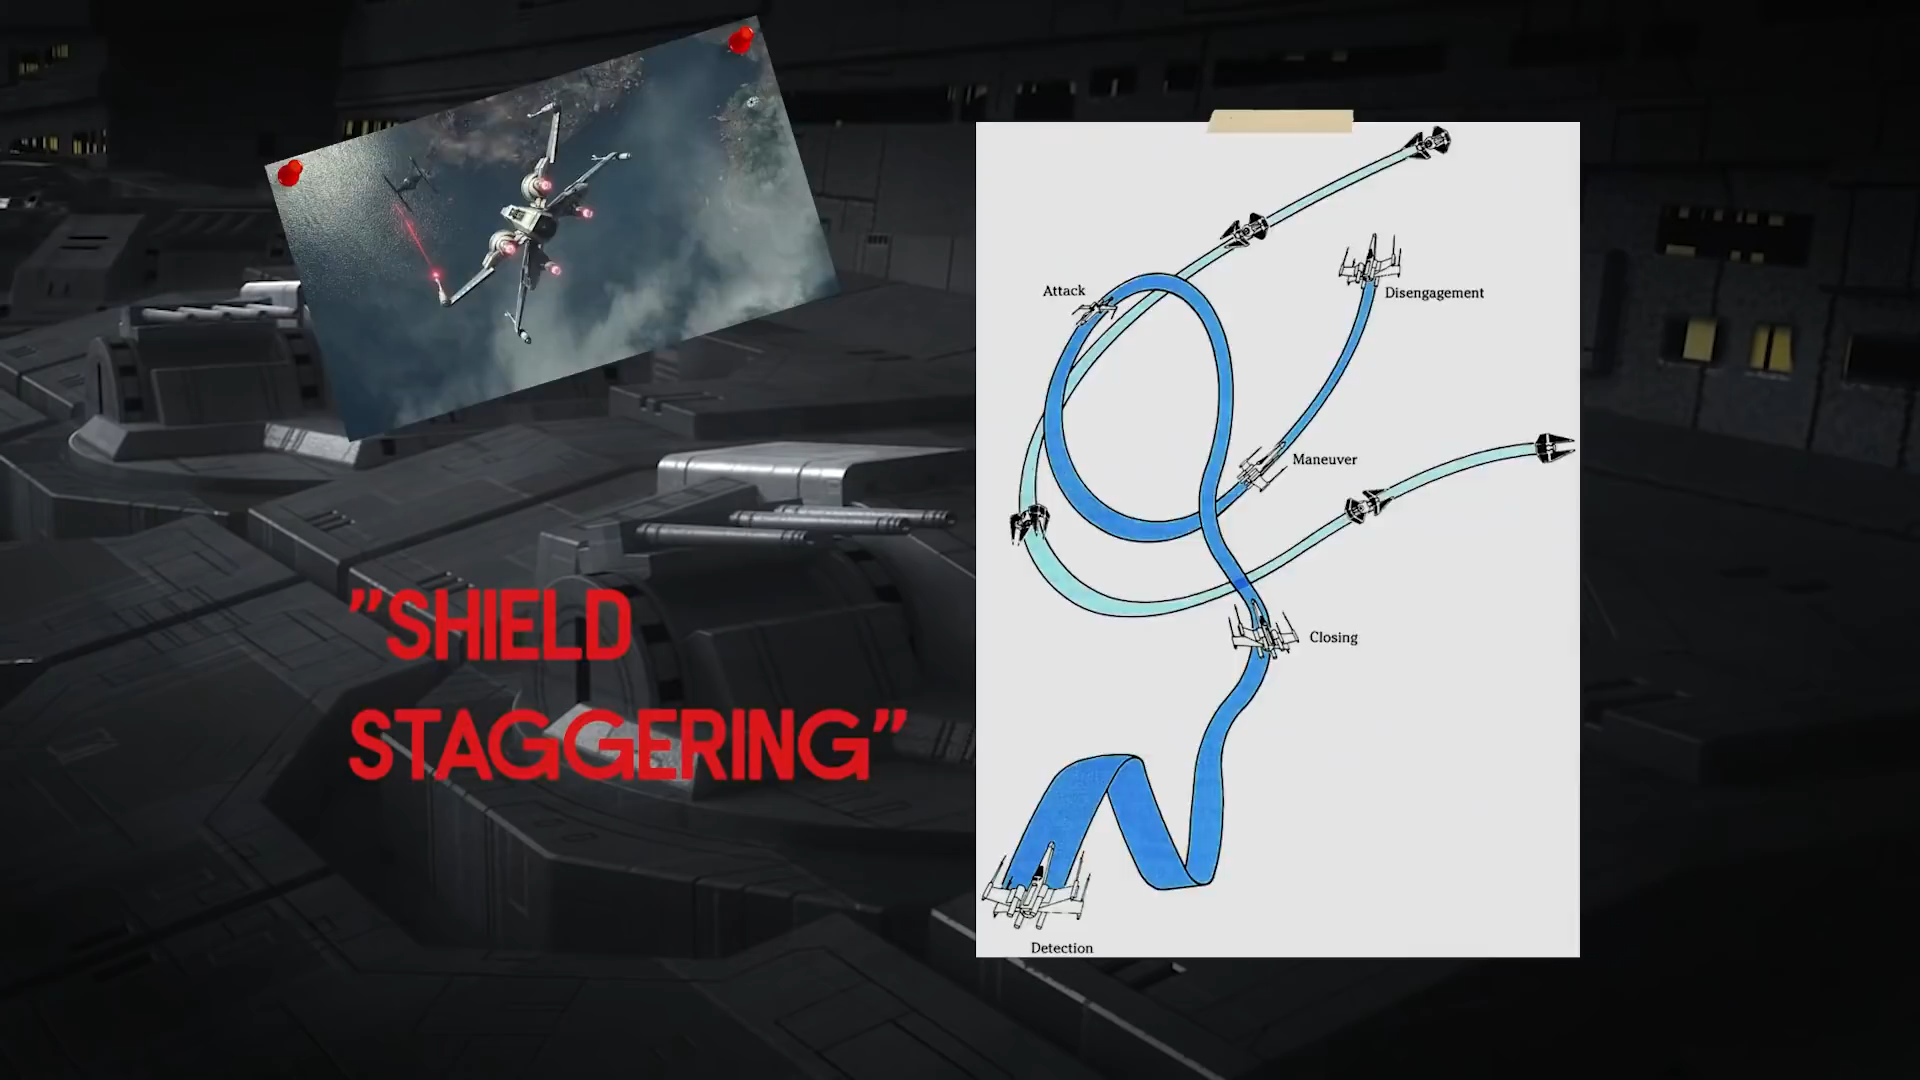 "SHIELD
STAGGERING"
Attack
Disengagement
Maneuver
Closing
Detection